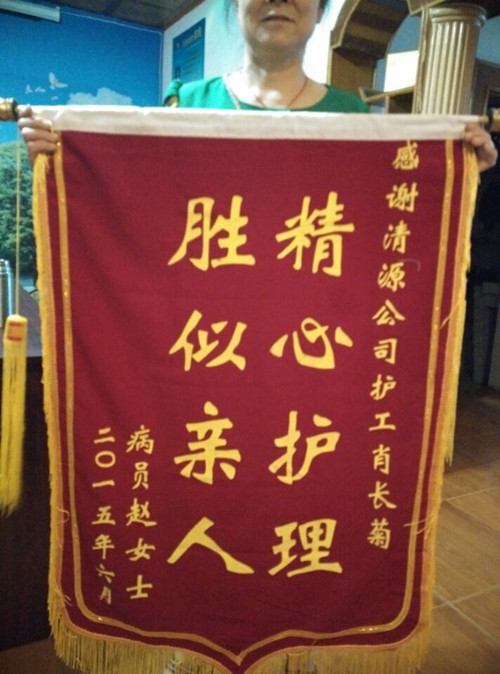 感谢清源公司护工肖长菊
精心护理
胜似亲人
病员赵女士
二〇一五年六月